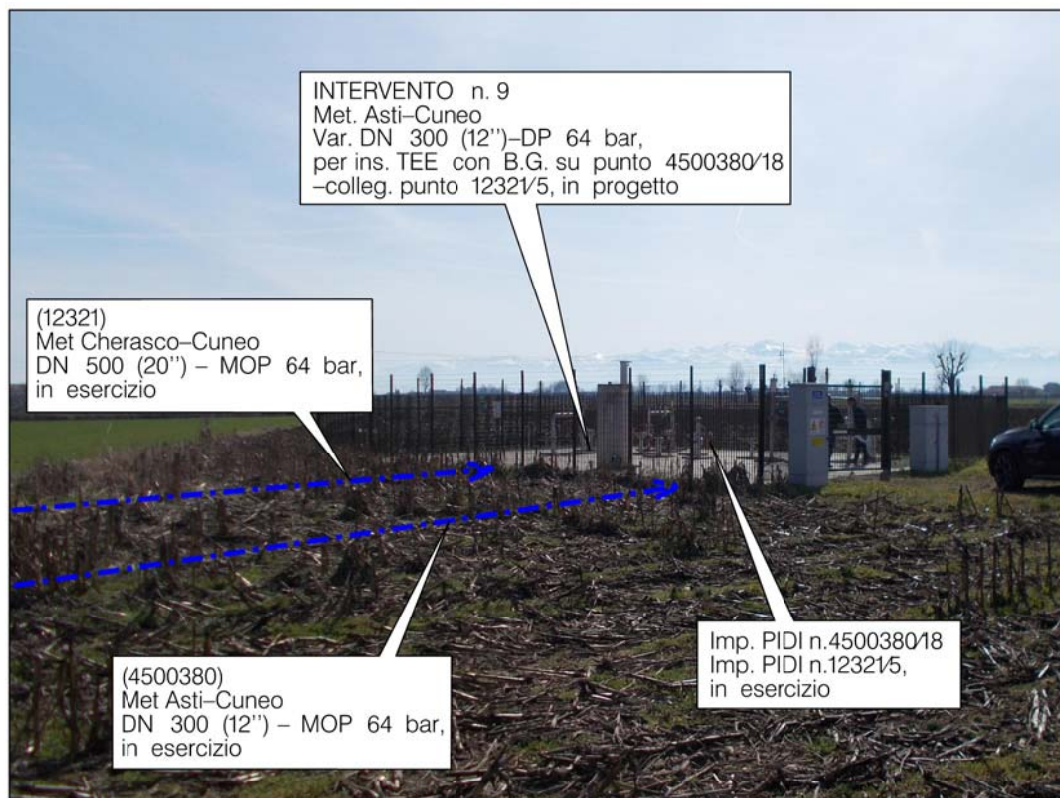 INTERVENTO n. 9
Met. Asti–Cuneo
Var. DN 300 (12'')–DP 64 bar,
per ins. TEE con B.G. su punto 4500380/18
–colleg. punto 12321/5, in progetto
(12321)
Met Cherasco–Cuneo
DN 500 (20'') – MOP 64 bar,
in esercizio
(4500380)
Met Asti–Cuneo
DN 300 (12'') – MOP 64 bar,
in esercizio
Imp. PIDI n.4500380/18
Imp. PIDI n.12321/5,
in esercizio